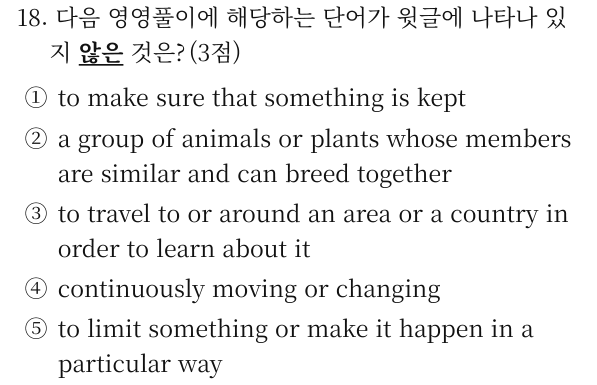 18. 다음 영영풀이에 해당하는 단어가 윗글에 나타나 있
지 않은 것은?(3점)
① to make sure that something is kept
② a group of animals or plants whose members
are similar and can breed together
③ to travel to or around an area or a country in
order to learn about it
④ continuously moving or changing
⑤ to limit something or make it happen in a
particular way